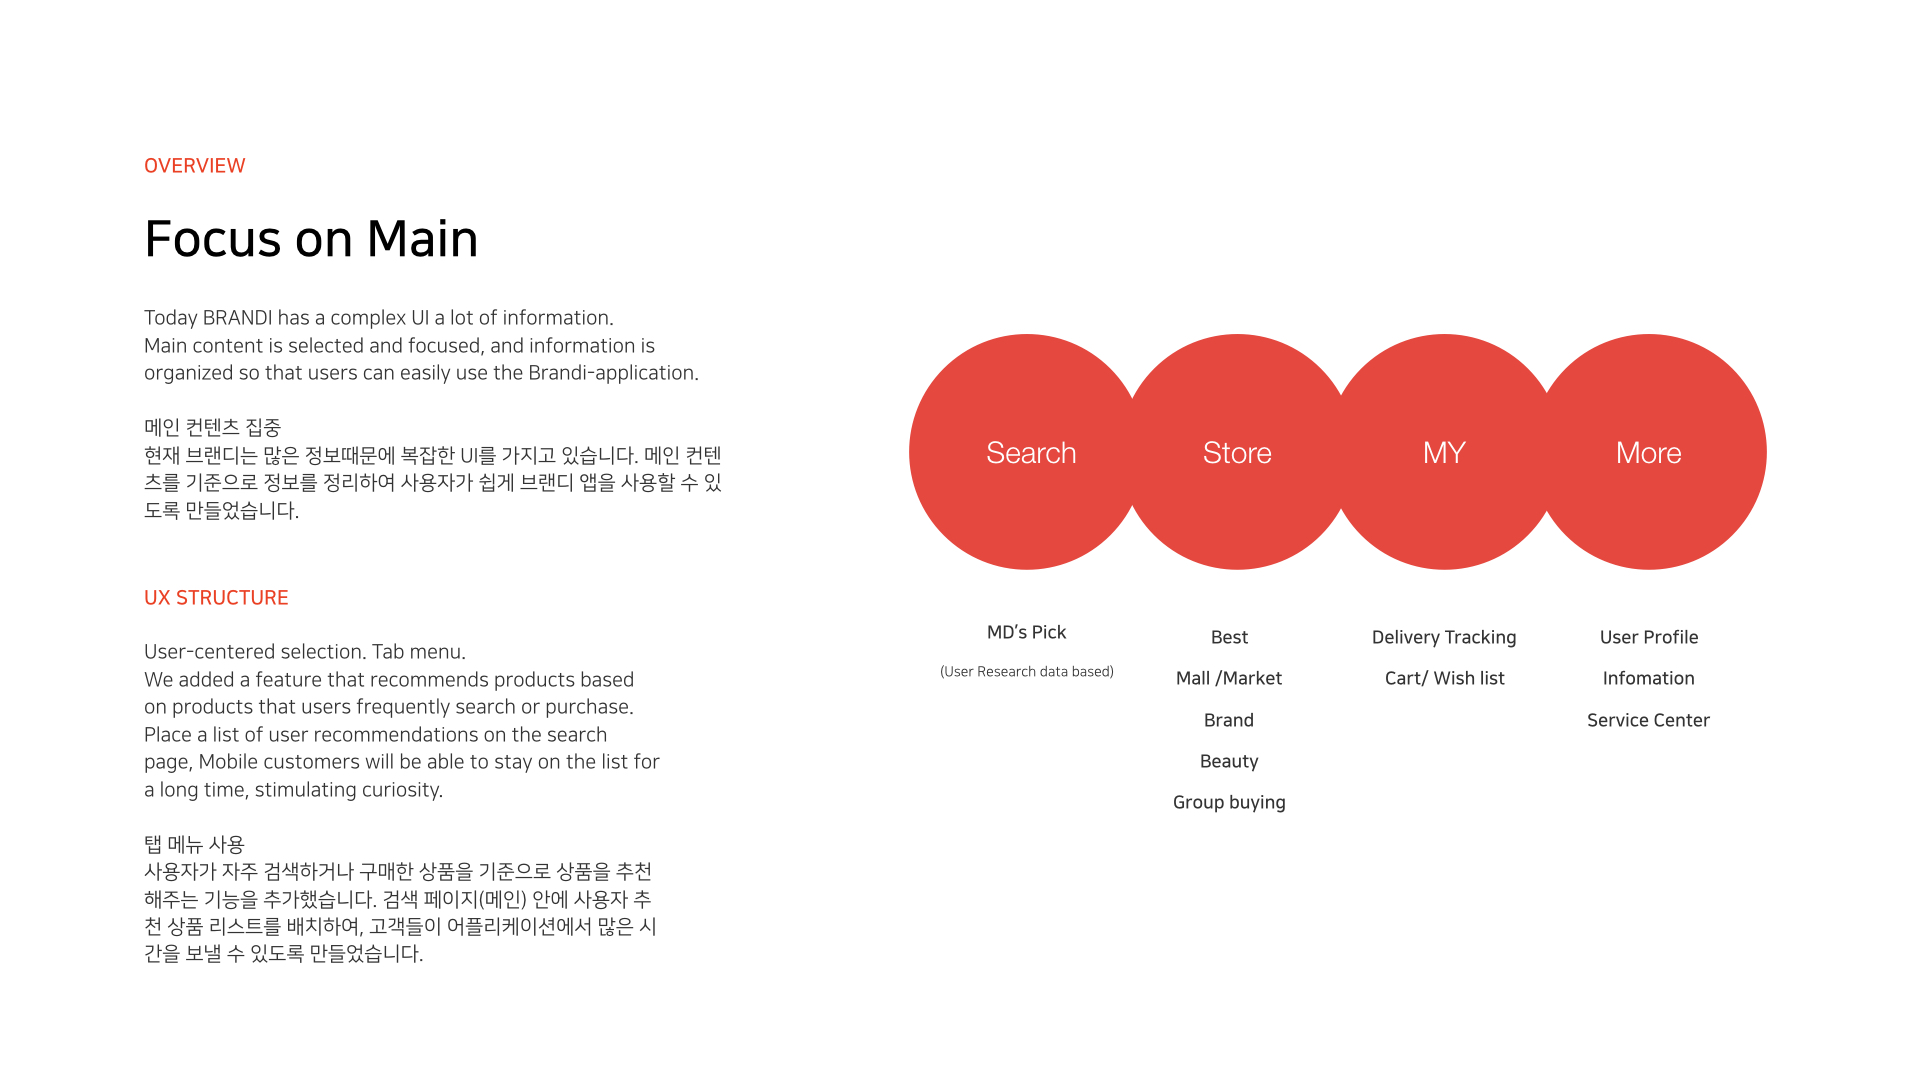 OVERVIEW
Focus on Main
Today BRANDI has a complex UI a lot of information.
Main content is selected and focused, and information is
organized so that users can easily use the Brandi-application.
메인 컨텐츠 집중
현재 브랜디는 많은 정보때문에 복잡한 UI를 가지고 있습니다. 메인 컨텐
츠를 기준으로 정보를 정리하여 사용자가 쉽게 브랜디 앱을 사용할 수 있
도록 만들었습니다.
UX STRUCTURE
User-centered selection. Tab menu.
We added a feature that recommends products based
on products that users frequently search or purchase.
Place a list of user recommendations on the search
page, Mobile customers will be able to stay on the list for
a long time, stimulating curiosity.
탭 메뉴 사용
사용자가 자주 검색하거나 구매한 상품을 기준으로 상품을 추천
해주는 기능을 추가했습니다. 검색 페이지(메인) 안에 사용자 추
천 상품 리스트를 배치하여, 고객들이 어플리케이션에서 많은 시
간을 보낼 수 있도록 만들었습니다.
Search
Store
MY
More
MD's Pick
(User Research data based)
Best
Mall /Market
Brand
Beauty
Group buying
Delivery Tracking
Cart/ Wish list
User Profile
Infomation
Service Center